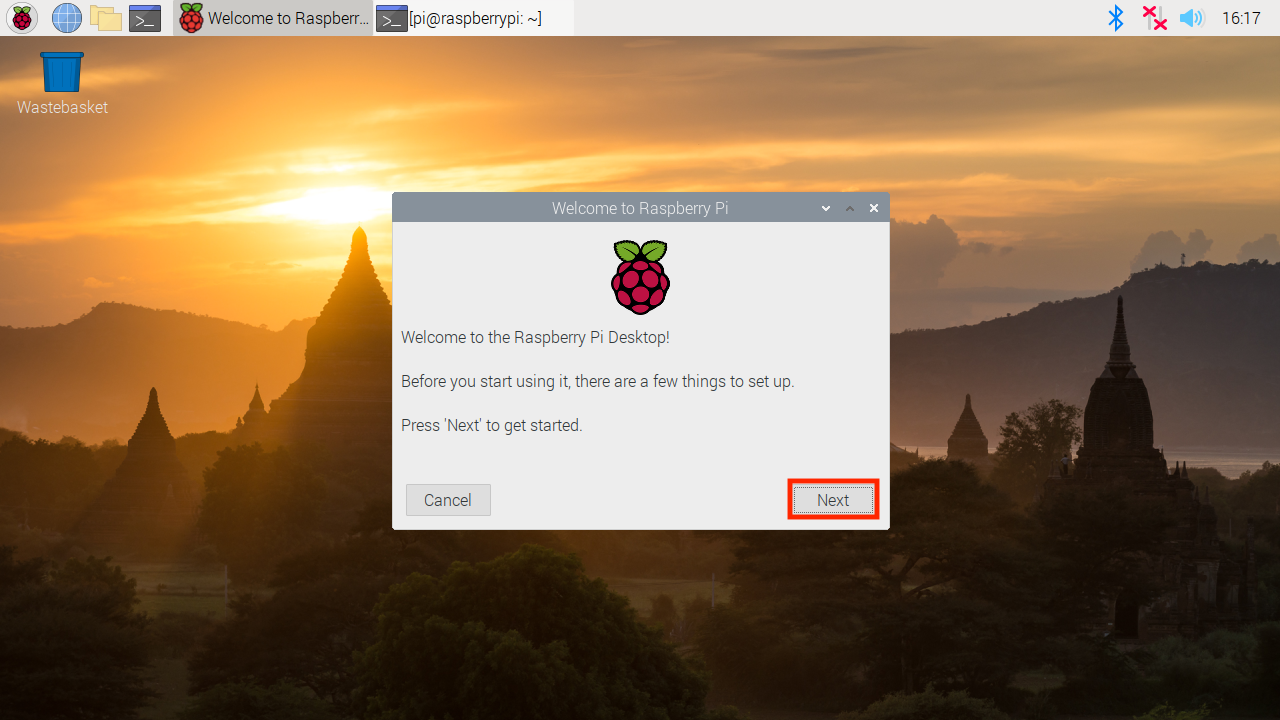 Welcome to Raspberr...
[pi@raspberrypi: ~]
16:17
Wastebasket
Welcome to Raspberry Pi
Welcome to the Raspberry Pi Desktop!
Before you start using it, there are a few things to set up.
Press 'Next' to get started.
Cancel
Next